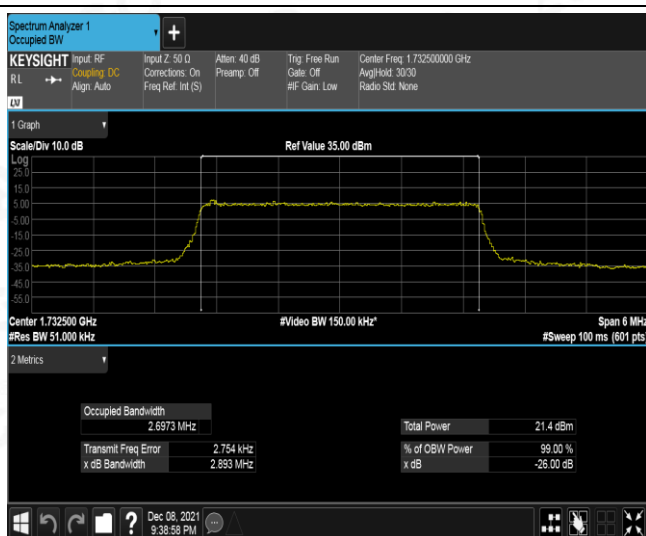 Spectrum Analyzer 1
Occupied BW
+
KEYSIGHT Input: RF Input Z: 50 Ω Atten: 40 dB Trig: Free Run Center Freq: 1.732500000 GHz
RL Coupling: DC Corrections: On Preamp: Off Gate: Off Avg|Hold: 30/30
Align: Auto Freq Ref: Int (S) #IF Gain: Low Radio Std: None
LXI
1 Graph
Scale/Div 10.0 dB Ref Value 35.00 dBm
Log
25.0
15.0
5.00
-5.00
-15.0
-25.0
-35.0
-45.0
-55.0
Center 1.732500 GHz #Video BW 150.00 kHz* Span 6 MHz
#Res BW 51.000 kHz #Sweep 100 ms (601 pts)
2 Metrics
Occupied Bandwidth
2.6973 MHz Total Power 21.4 dBm
Transmit Freq Error 2.754 kHz % of OBW Power 99.00 %
x dB Bandwidth 2.893 MHz x dB -26.00 dB
? Dec 08, 2021
9:38:58 PM